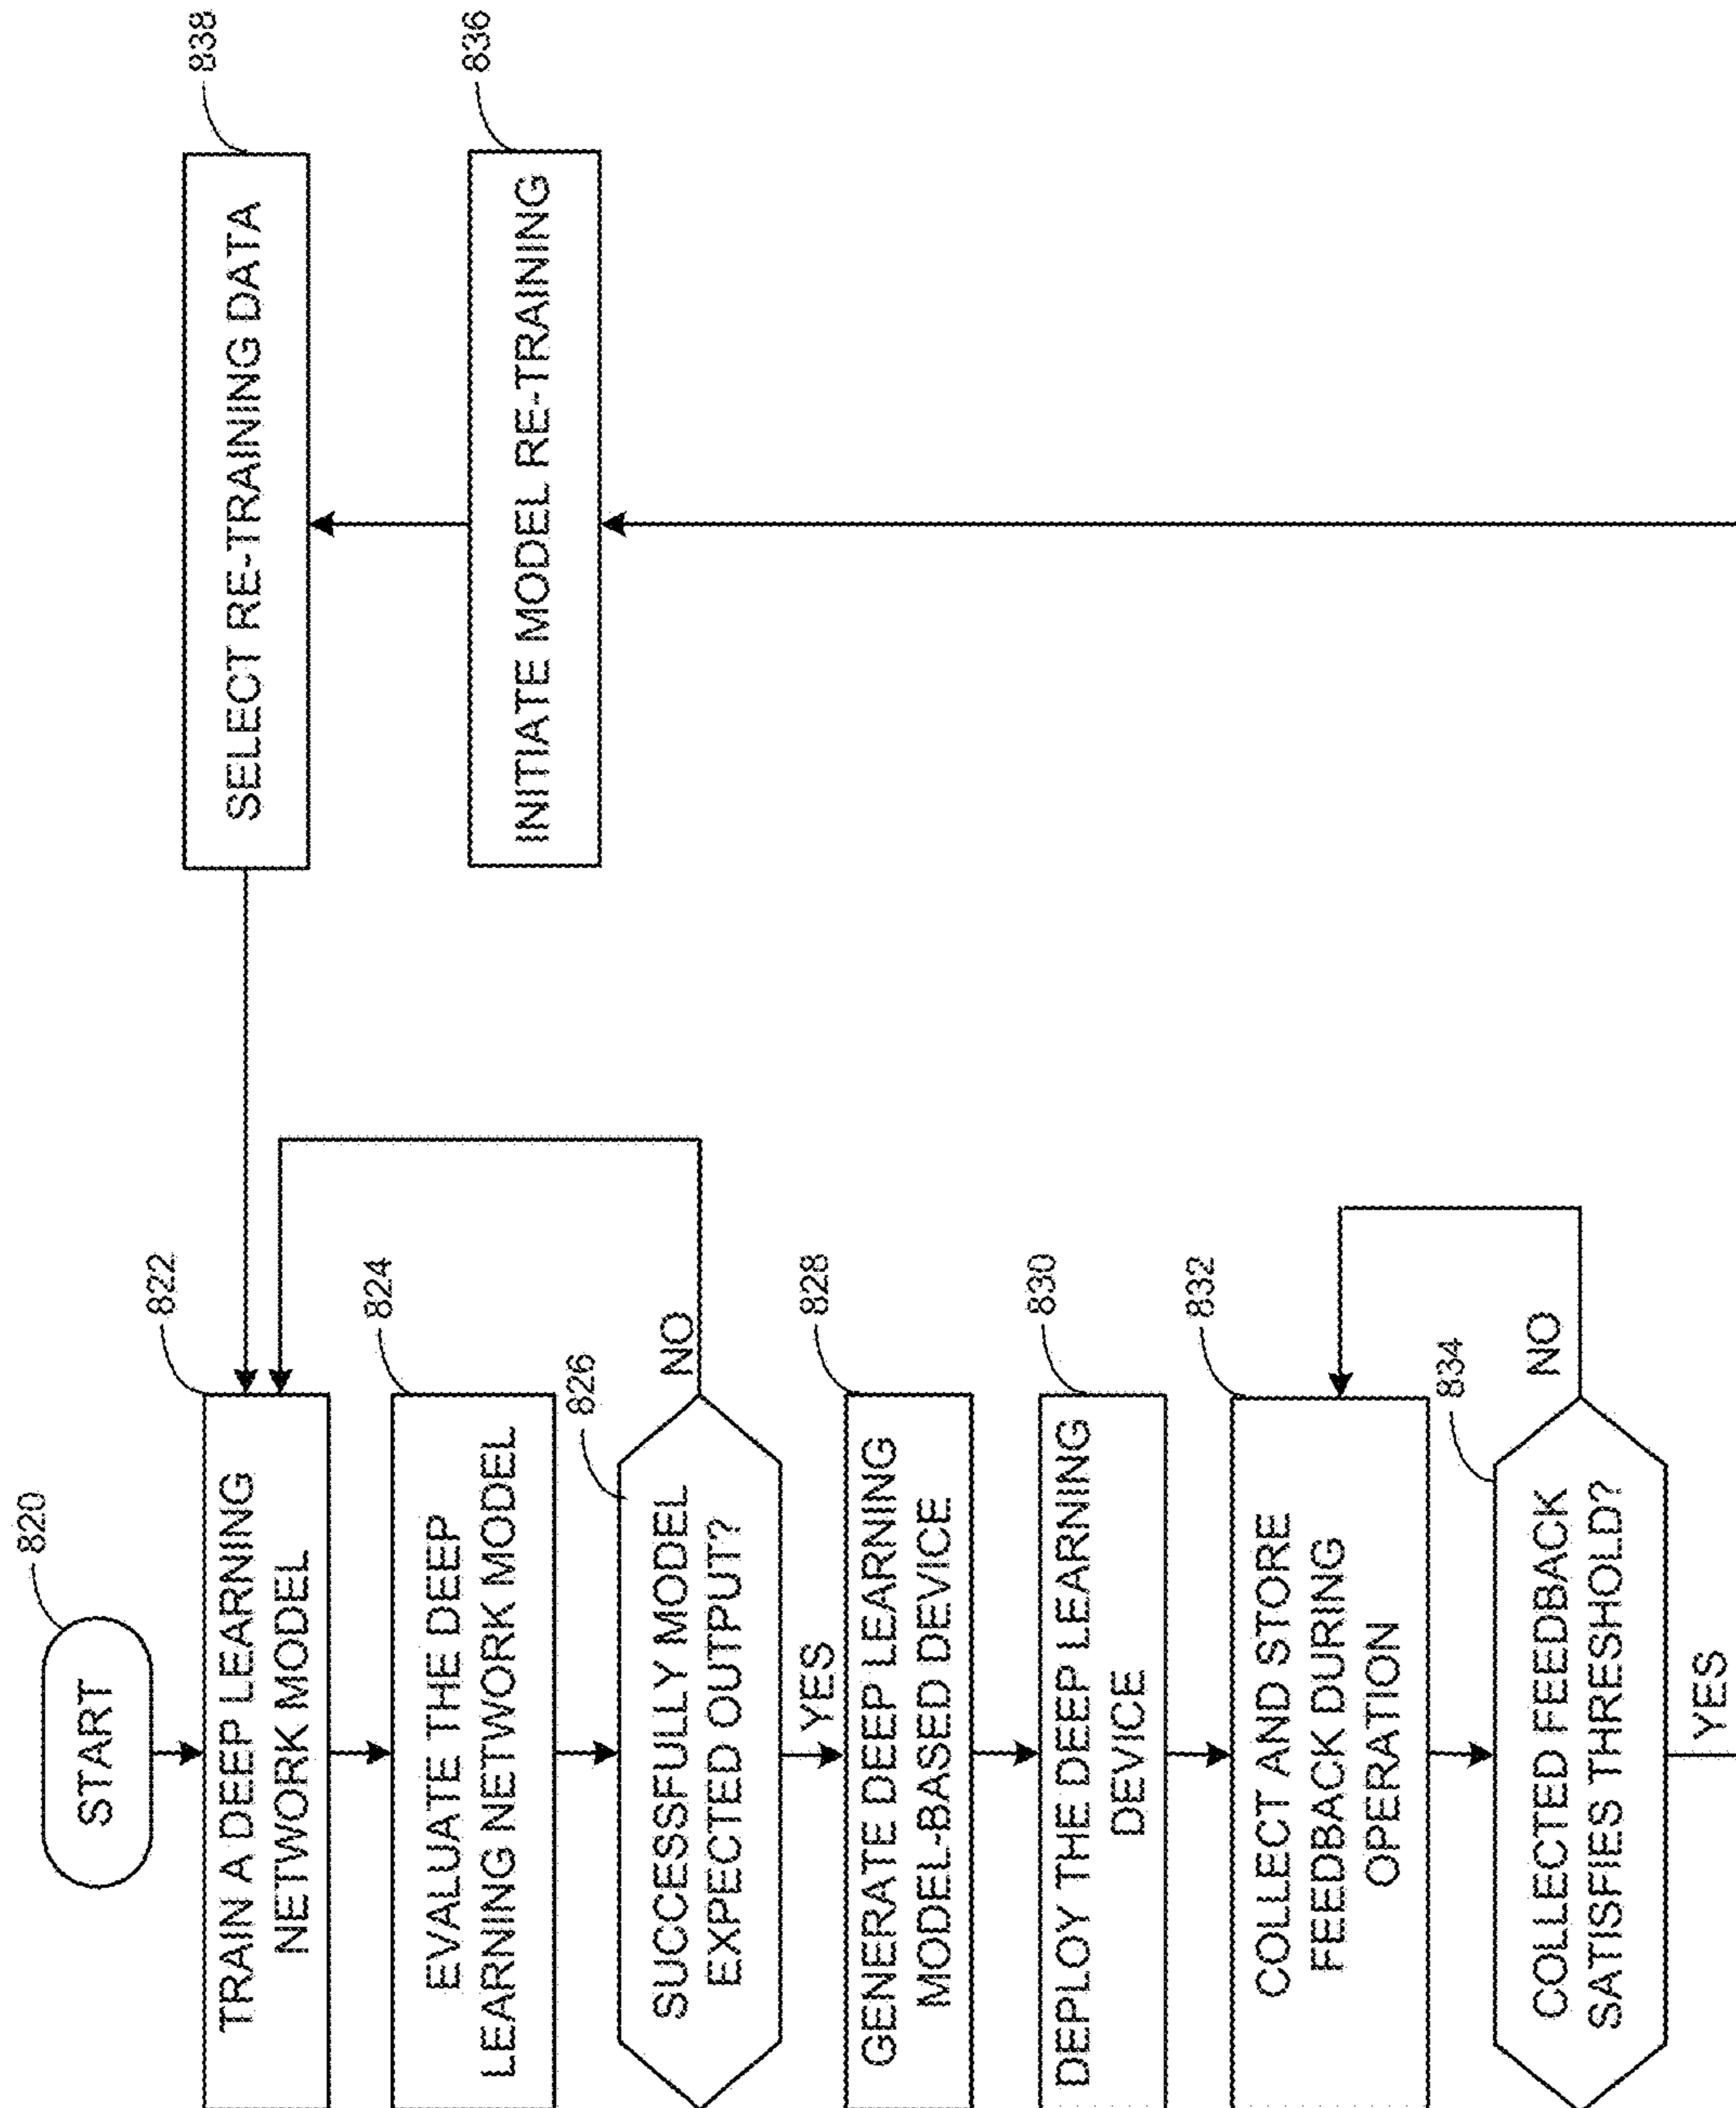 820
START
822
TRAIN A DEEP LEARNING
NETWORK MODEL
824
EVALUATE THE DEEP
LEARNING NETWORK MODEL
826
SUCCESSFULLY MODEL
EXPECTED OUTPUT?
NO
YES
828
GENERATE DEEP LEARNING
MODEL-BASED DEVICE
830
DEPLOY THE DEEP LEARNING
DEVICE
832
COLLECT AND STORE
FEEDBACK DURING
OPERATION
834
COLLECTED FEEDBACK
SATISFIES THRESHOLD?
NO
YES
836
INITIATE MODEL RE-TRAINING
838
SELECT RE-TRAINING DATA